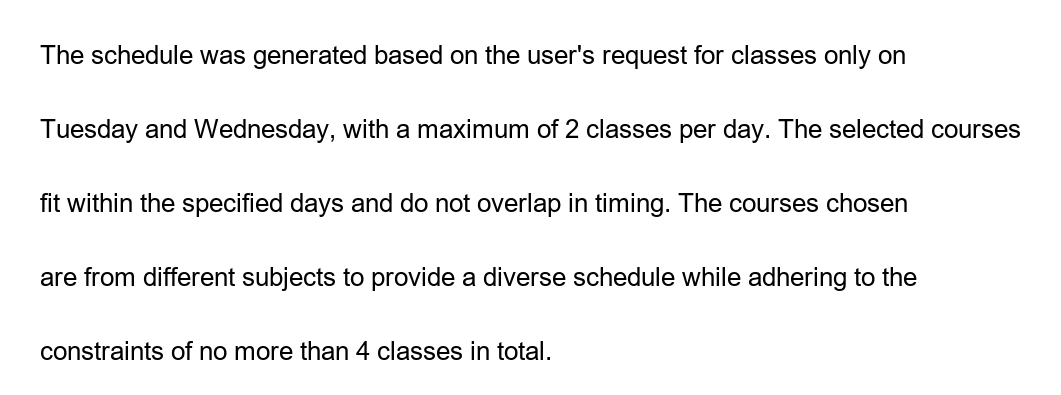 The schedule was generated based on the user's request for classes only on
Tuesday and Wednesday, with a maximum of 2 classes per day. The selected courses
fit within the specified days and do not overlap in timing. The courses chosen
are from different subjects to provide a diverse schedule while adhering to the
constraints of no more than 4 classes in total.